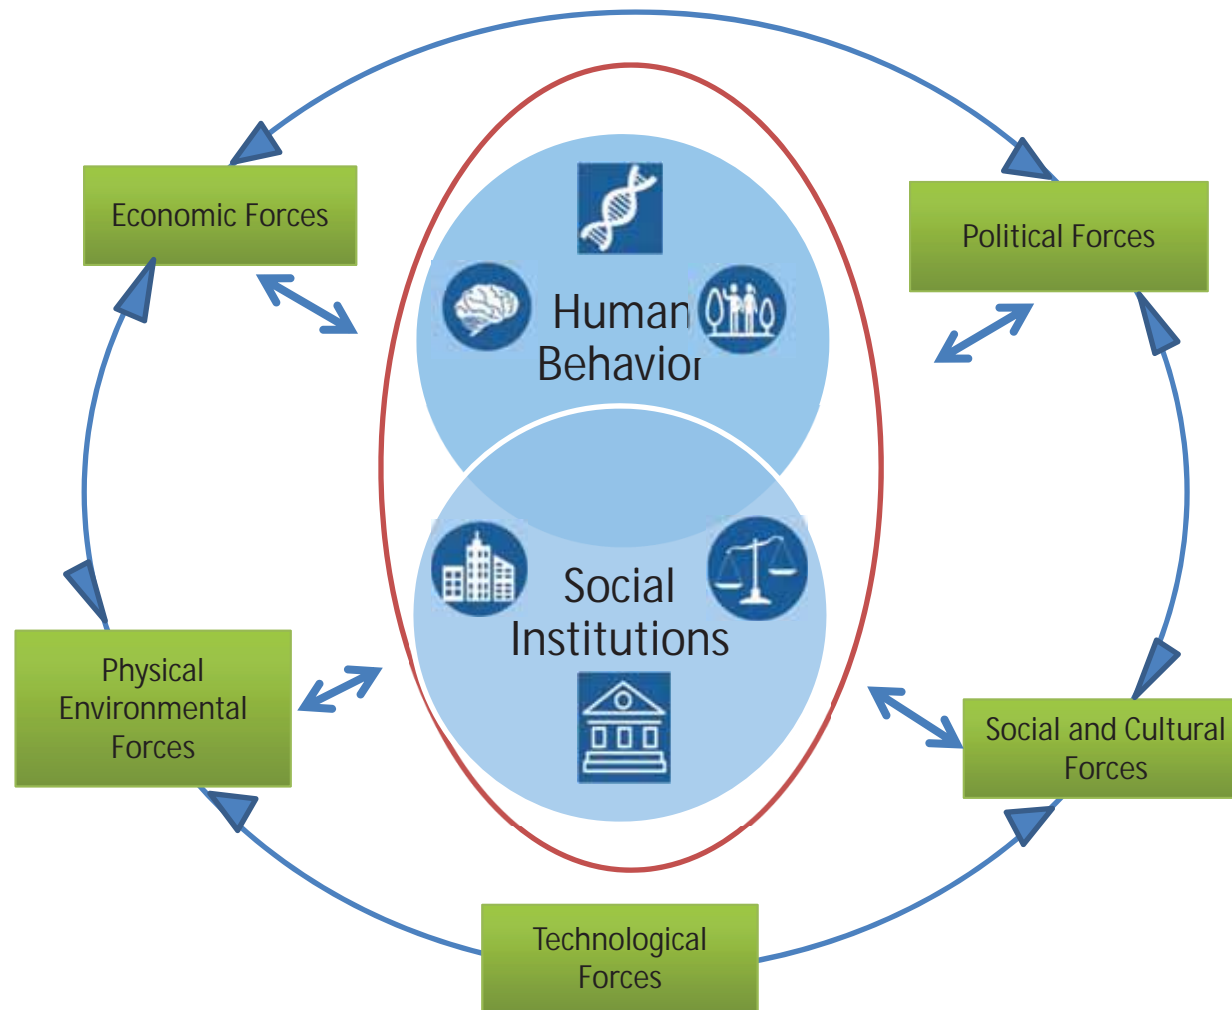 Economic Forces
Political Forces
Human
Behavior
Social
Institutions
Physical
Environmental
Forces
Social and Cultural
Forces
Technological
Forces